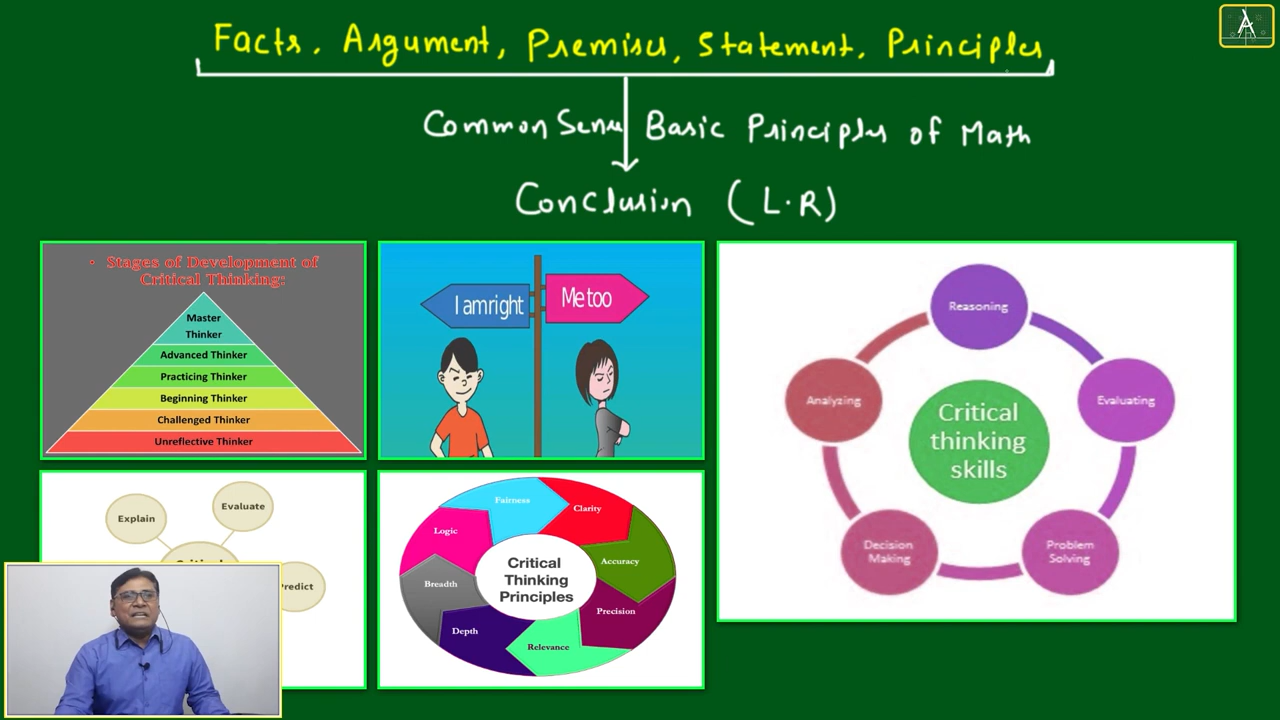 Facts, Argument, Premises, Statement, Principles
Common Sense Basic Principles of Math
Conclusion (L.R)
• Stages of Development of
Critical Thinking:
Master
Thinker
Advanced Thinker
Practicing Thinker
Beginning Thinker
Challenged Thinker
Unreflective Thinker
I am right
Me too
Reasoning
Analyzing
Evaluating
Critical
thinking
skills
Decision
Making
Problem
Solving
Explain
Evaluate
Predict
Fairness
Clarity
Logic
Accuracy
Critical
Thinking
Principles
Breadth
Precision
Depth
Relevance